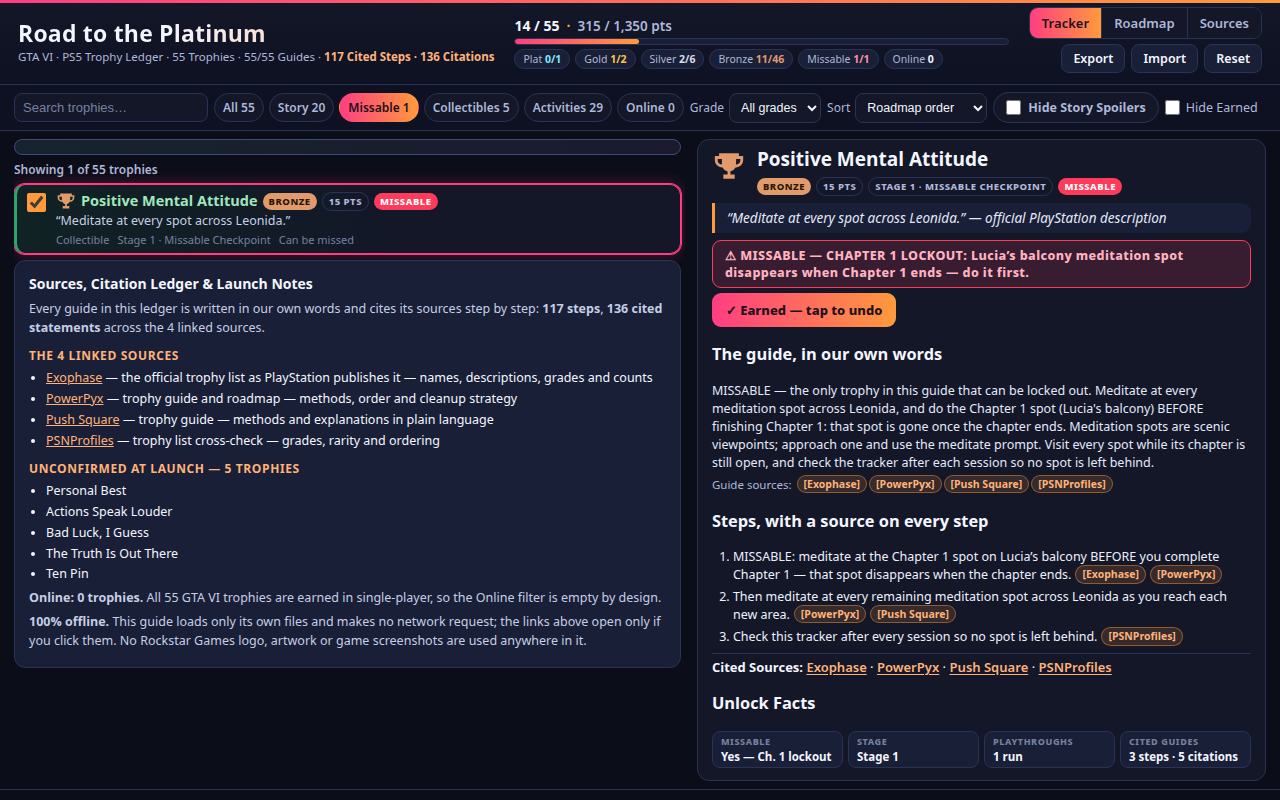 Road to the Platinum
GTA VI · PS5 Trophy Ledger · 55 Trophies · 55/55 Guides · 117 Cited Steps · 136 Citations
14 / 55 · 315 / 1,350 pts
Plat 0/1 Gold 1/2 Silver 2/6 Bronze 11/46 Missable 1/1 Online 0
Tracker Roadmap Sources
Export Import Reset
Search trophies… All 55 Story 20 Missable 1 Collectibles 5 Activities 29 Online 0 Grade All grades Sort Roadmap order Hide Story Spoilers Hide Earned
Showing 1 of 55 trophies
Positive Mental Attitude BRONZE 15 PTS MISSABLE
“Meditate at every spot across Leonida.”
Collectible Stage 1 · Missable Checkpoint Can be missed
Sources, Citation Ledger & Launch Notes
Every guide in this ledger is written in our own words and cites its sources step by step: 117 steps, 136 cited
statements across the 4 linked sources.
THE 4 LINKED SOURCES
• Exophase — the official trophy list as PlayStation publishes it — names, descriptions, grades and counts
• PowerPyx — trophy guide and roadmap — methods, order and cleanup strategy
• Push Square — trophy guide — methods and explanations in plain language
• PSNProfiles — trophy list cross-check — grades, rarity and ordering
UNCONFIRMED AT LAUNCH — 5 TROPHIES
• Personal Best
• Actions Speak Louder
• Bad Luck, I Guess
• The Truth Is Out There
• Ten Pin
Online: 0 trophies. All 55 GTA VI trophies are earned in single-player, so the Online filter is empty by design.
100% offline. This guide loads only its own files and makes no network request; the links above open only if
you click them. No Rockstar Games logo, artwork or game screenshots are used anywhere in it.
Positive Mental Attitude
BRONZE 15 PTS STAGE 1 · MISSABLE CHECKPOINT MISSABLE
“Meditate at every spot across Leonida.” — official PlayStation description
⚠ MISSABLE — CHAPTER 1 LOCKOUT: Lucia’s balcony meditation spot
disappears when Chapter 1 ends — do it first.
✓ Earned — tap to undo
The guide, in our own words
MISSABLE — the only trophy in this guide that can be locked out. Meditate at every
meditation spot across Leonida, and do the Chapter 1 spot (Lucia's balcony) BEFORE
finishing Chapter 1: that spot is gone once the chapter ends. Meditation spots are scenic
viewpoints; approach one and use the meditate prompt. Visit every spot while its chapter is
still open, and check the tracker after each session so no spot is left behind.
Guide sources: [Exophase] [PowerPyx] [Push Square] [PSNProfiles]
Steps, with a source on every step
1. MISSABLE: meditate at the Chapter 1 spot on Lucia’s balcony BEFORE you complete
Chapter 1 — that spot disappears when the chapter ends. [Exophase] [PowerPyx]
2. Then meditate at every remaining meditation spot across Leonida as you reach each
new area. [PowerPyx] [Push Square]
3. Check this tracker after every session so no spot is left behind. [PSNProfiles]
Cited Sources: Exophase · PowerPyx · Push Square · PSNProfiles
Unlock Facts
MISSABLE STAGE PLAYTHROUGHS CITED GUIDES
Yes — Ch. 1 lockout Stage 1 1 run 3 steps · 5 citations